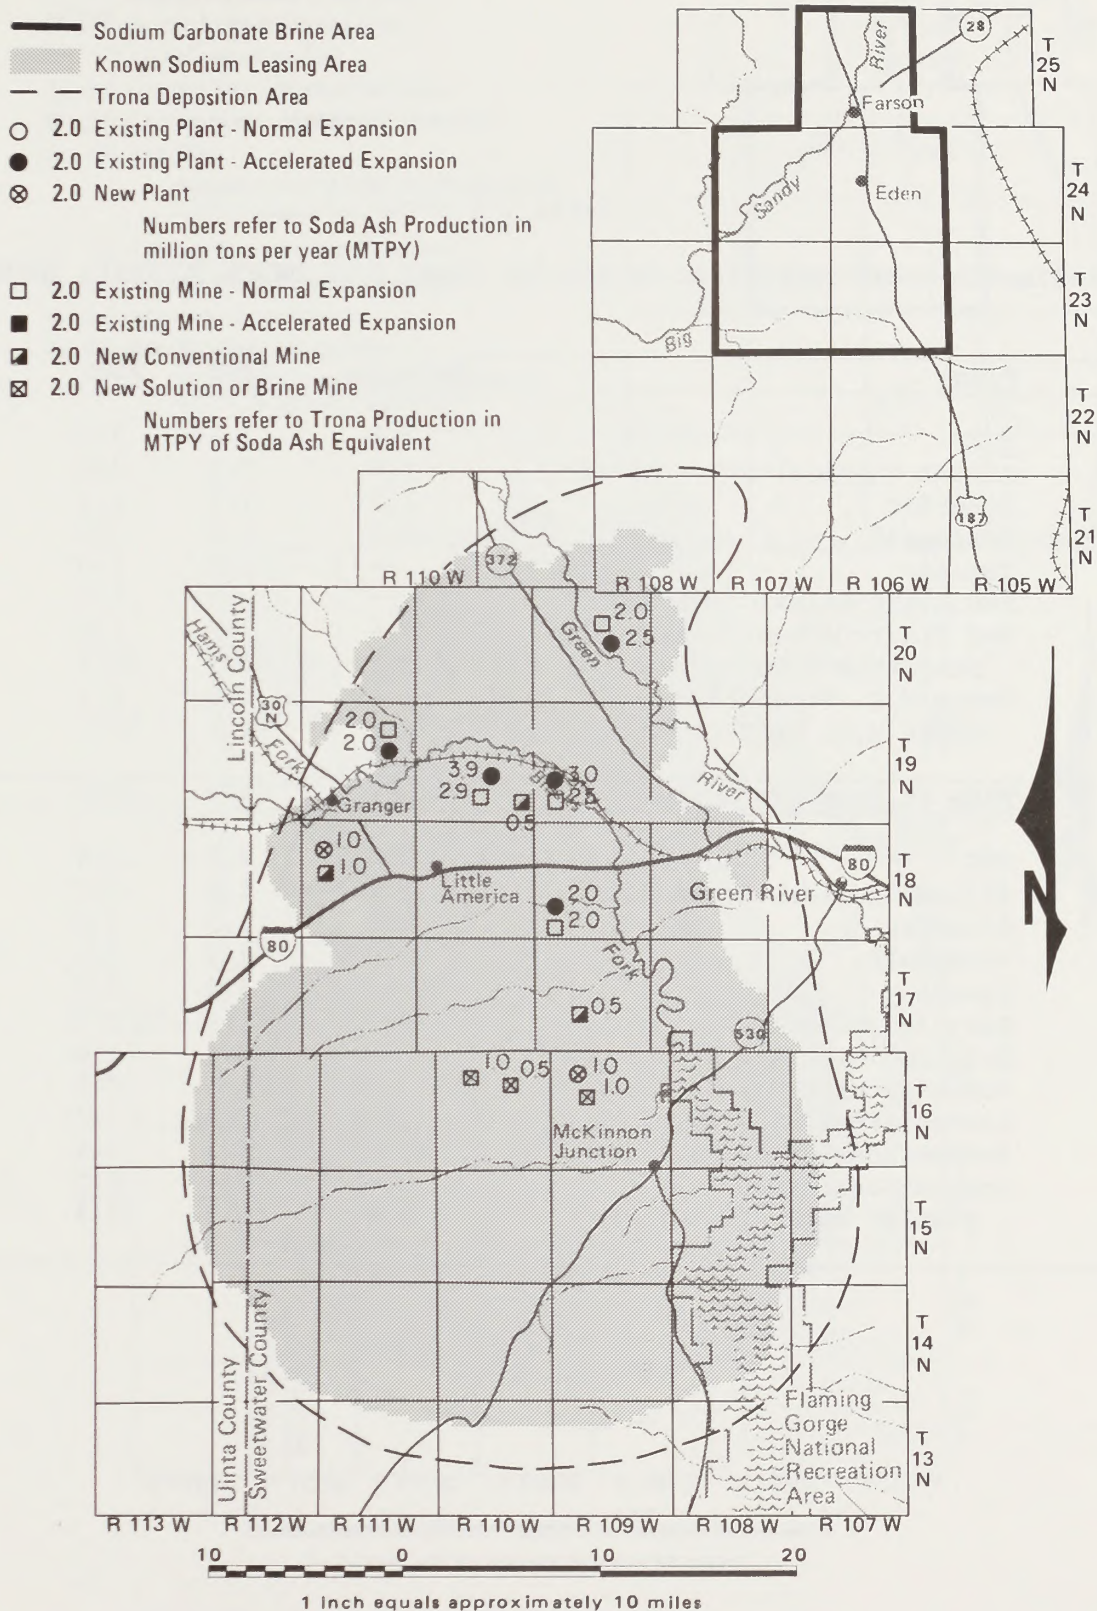 Sodium Carbonate Brine Area
Known Sodium Leasing Area
Trona Deposition Area
2.0 Existing Plant - Normal Expansion
2.0 Existing Plant - Accelerated Expansion
2.0 New Plant
Numbers refer to Soda Ash Production in
million tons per year (MTPY)
2.0 Existing Mine - Normal Expansion
2.0 Existing Mine - Accelerated Expansion
2.0 New Conventional Mine
2.0 New Solution or Brine Mine
Numbers refer to Trona Production in
MTPY of Soda Ash Equivalent
River
28
T
25
N
Farson
T
24
N
Eden
Sandy
T
23
N
Big
T
22
N
187
T
21
N
372
R 110 W
R 108 W
R 107 W
R 106 W
R 105 W
Hams
Lincoln County
Green
2.0
2.5
T
20
N
30
N
Fork
2.0
2.0
3.9
2.9
3.0
2.5
0.5
River
T
19
N
Granger
1.0
1.0
Little
America
2.0
2.0
Green River
80
T
18
N
N
80
Fork
0.5
T
17
N
530
1.0
0.5
1.0
1.0
T
16
N
McKinnon
Junction
T
15
N
Uinta County
Sweetwater County
T
14
N
Flaming
Gorge
National
Recreation
Area
T
13
N
R 113 W
R 112 W
R 111 W
R 110 W
R 109 W
R 108 W
R 107 W
10
0
10
20
1 inch equals approximately 10 miles